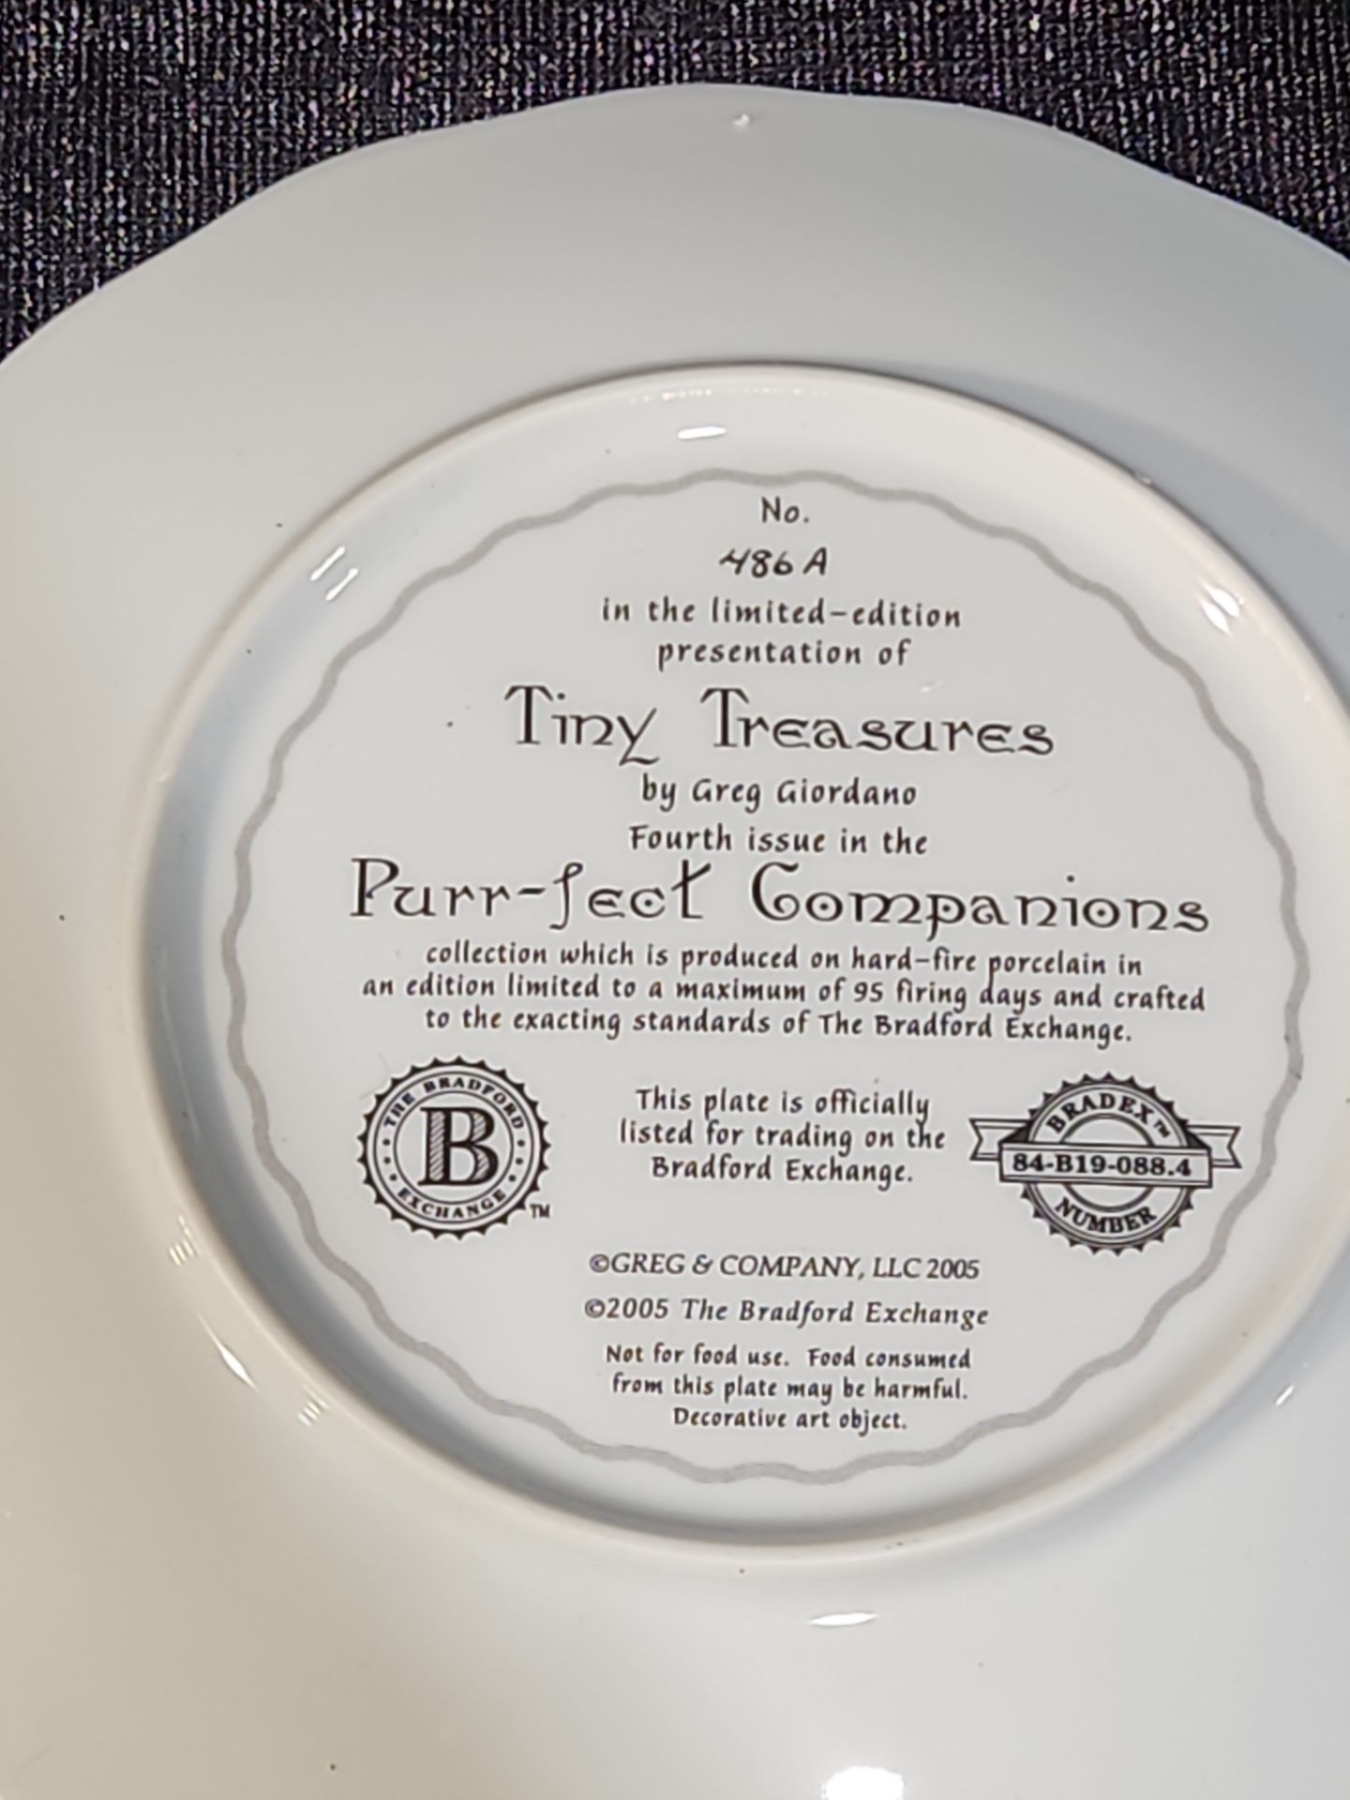 No.
486 A
in the limited-edition
presentation of
Tiny Treasures
by Greg Giordano
Fourth issue in the
Purr-fect Companions
collection which is produced on hard-fire porcelain in
an edition limited to a maximum of 95 firing days and crafted
to the exacting standards of The Bradford Exchange.
THE BRADFORD
B
EXCHANGE
TM
This plate is officially
listed for trading on the
Bradford Exchange.
BRADEX™
84-B19-088.4
NUMBER
©GREG & COMPANY, LLC 2005
©2005 The Bradford Exchange
Not for food use. Food consumed
from this plate may be harmful.
Decorative art object.